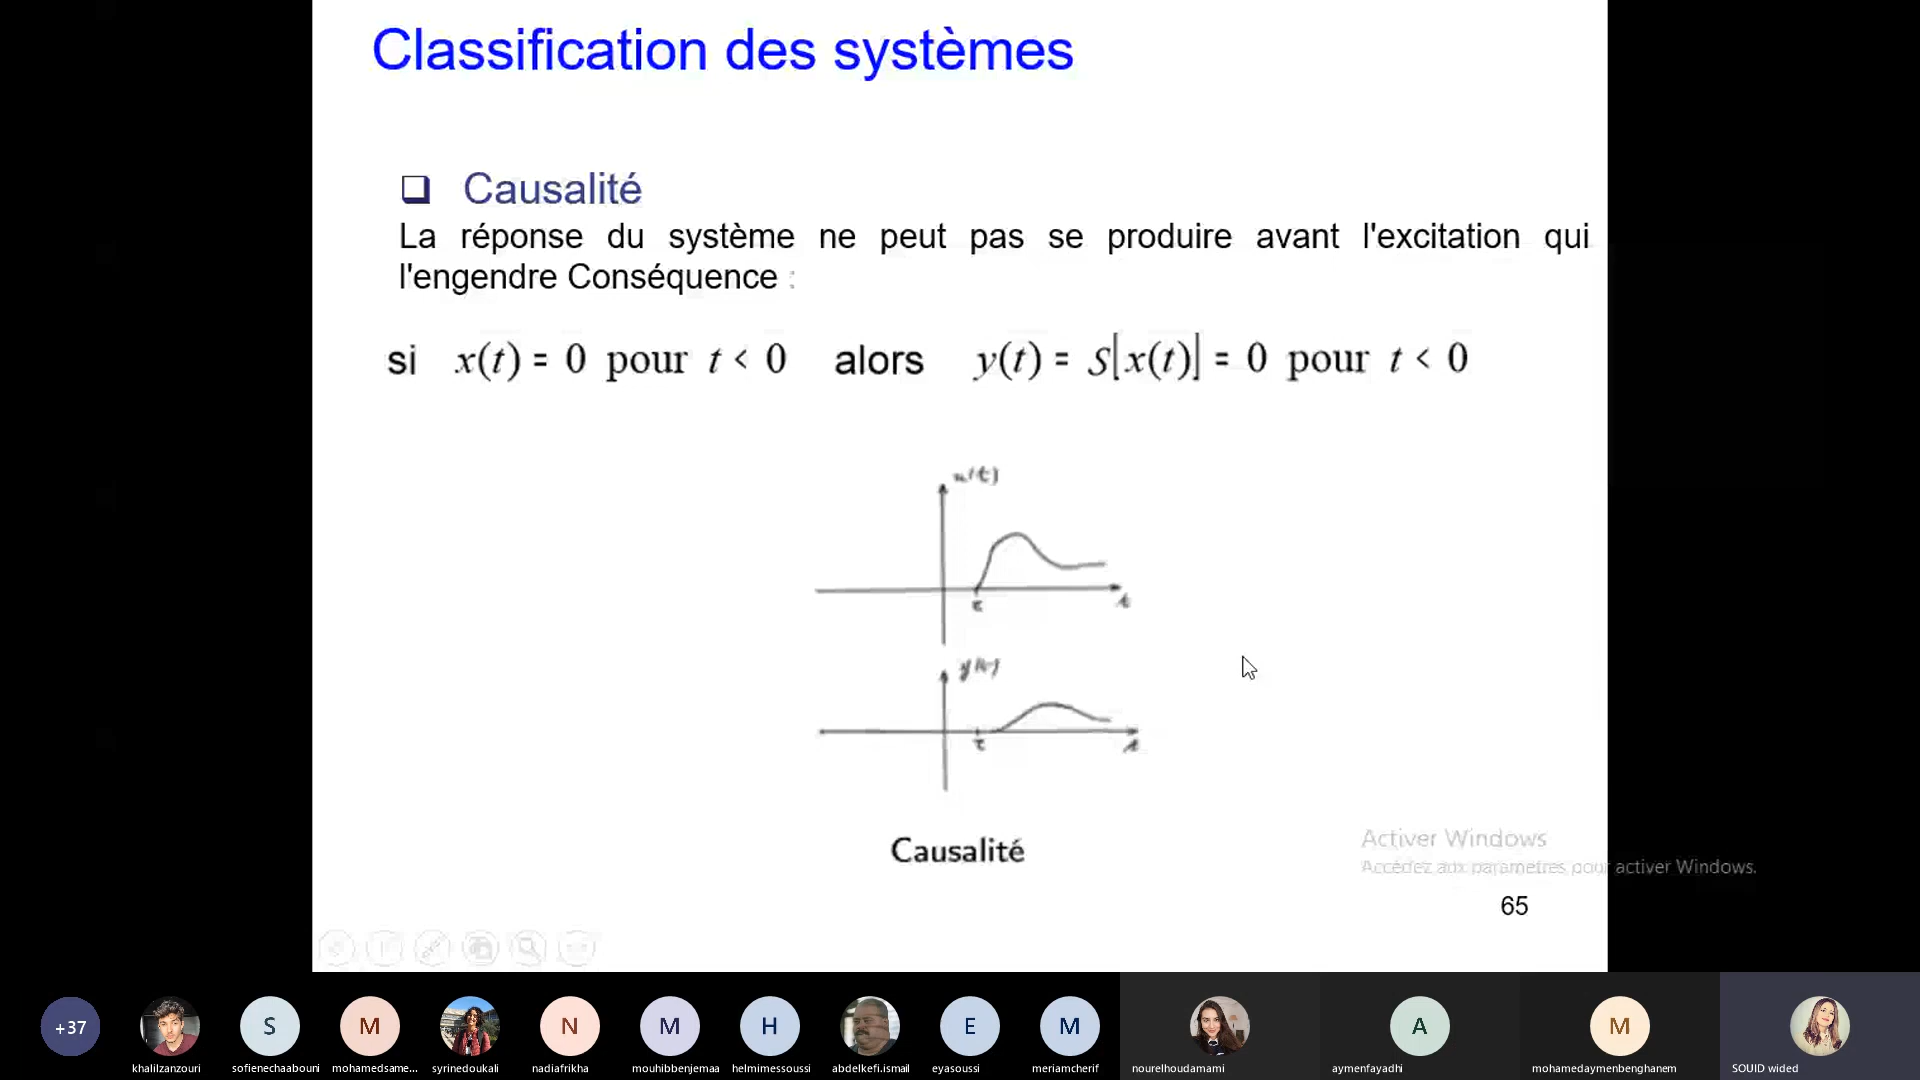 Classification des systèmes
❑ Causalité
La réponse du système ne peut pas se produire avant l'excitation qui
l'engendre Conséquence :
si x(t) = 0 pour t < 0 alors y(t) = S[x(t)] = 0 pour t < 0
t
τ
t
τ
Causalité
Activer Windows
Accédez aux paramètres pour activer Windows.
65
+37
S
M
N
M
H
E
M
A
M
khalilzanzouri
sofienechaabouni
mohamedsame...
syrinedoukali
nadiafrikha
mouhibbenjemaa
helmimessoussi
abdelkefi.ismail
eyasoussi
meriamcherif
nourelhoudamami
aymenfayadhi
mohamedaymenbenghanem
SOUID wided